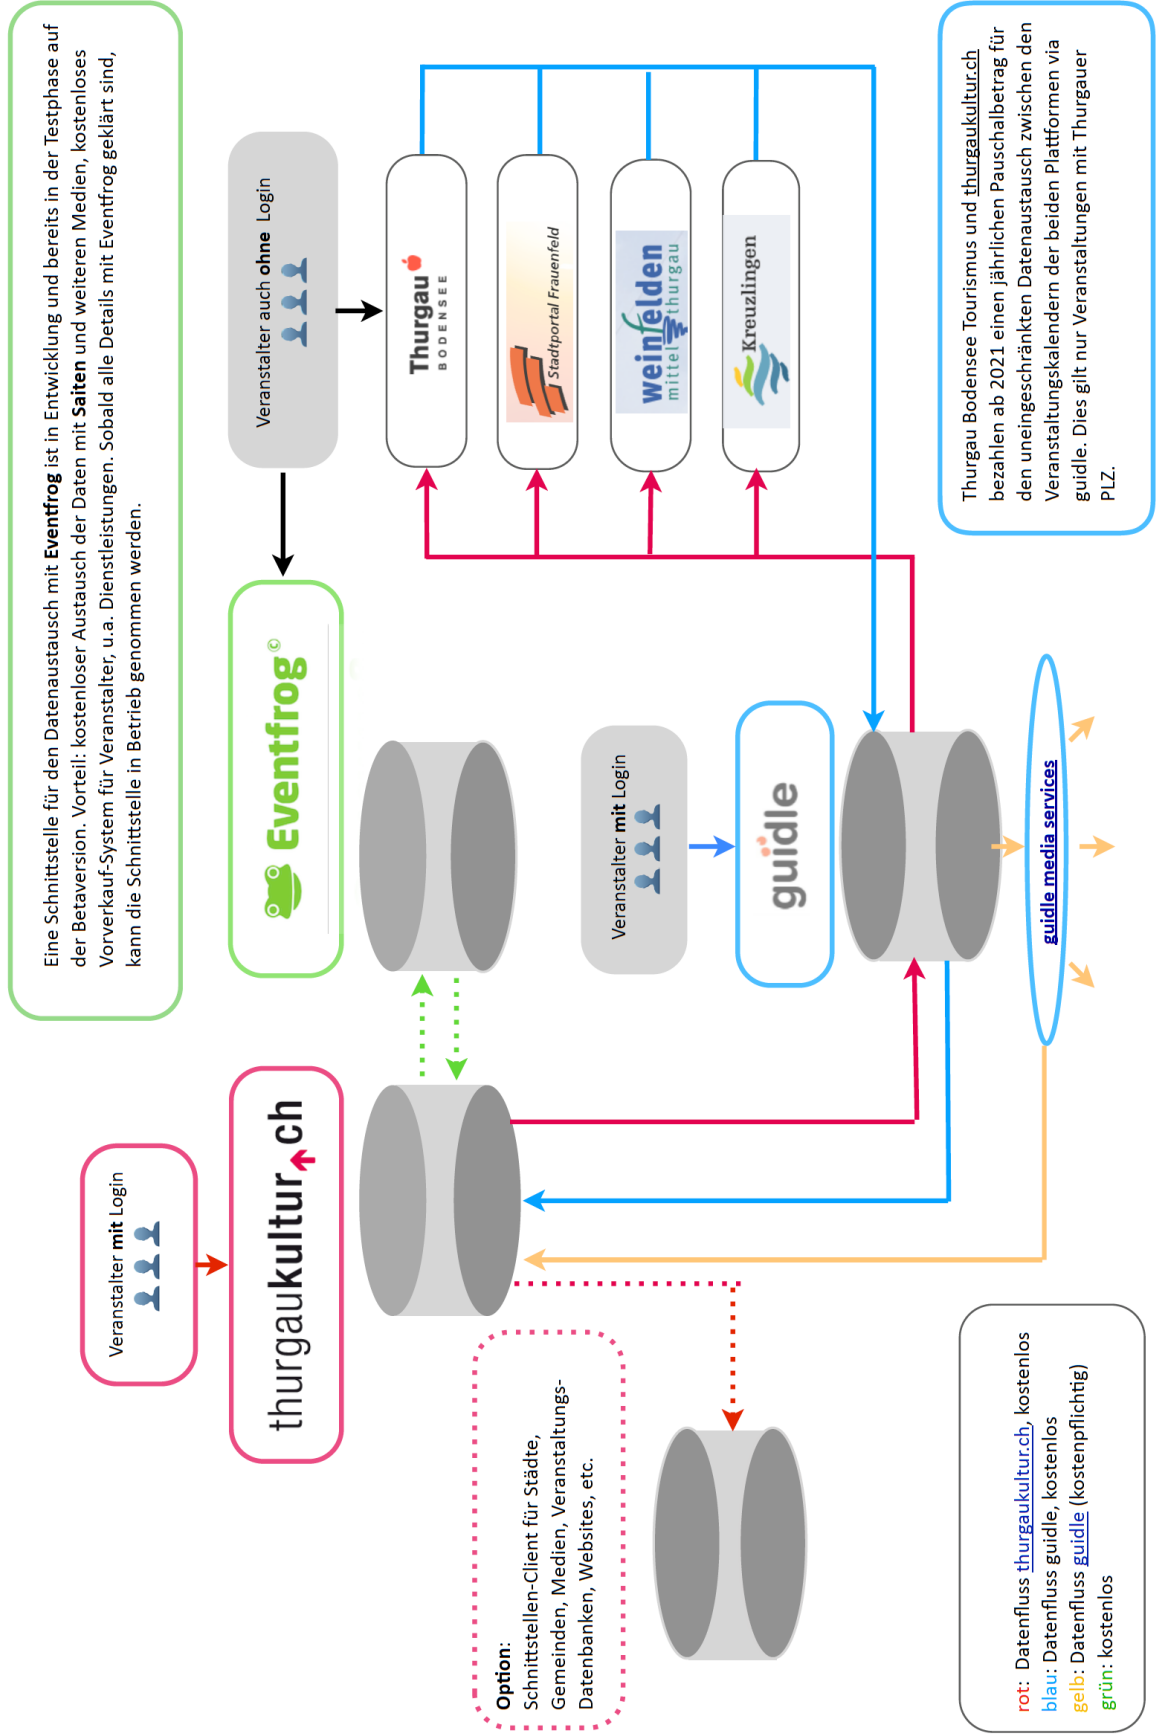 Veranstalter mit Login
thurgaukultur.ch
Eine Schnittstelle für den Datenaustausch mit Eventfrog ist in Entwicklung und bereits in der Testphase auf
der Betaversion. Vorteil: kostenloser Austausch der Daten mit Saiten und weiteren Medien, kostenloses
Vorverkauf-System für Veranstalter, u.a. Dienstleistungen. Sobald alle Details mit Eventfrog geklärt sind,
kann die Schnittstelle in Betrieb genommen werden.
Eventfrog©
Veranstalter auch ohne Login
Option:
Schnittstellen-Client für Städte,
Gemeinden, Medien, Veranstaltungs-
Datenbanken, Websites, etc.
Veranstalter mit Login
guidle
Thurgau
BODENSEE
Stadtportal Frauenfeld
weinfelden
mittelthurgau
Kreuzlingen
guidle media services
rot: Datenfluss thurgaukultur.ch, kostenlos
blau: Datenfluss guidle, kostenlos
gelb: Datenfluss guidle (kostenpflichtig)
grün: kostenlos
Thurgau Bodensee Tourismus und thurgaukultur.ch
bezahlen ab 2021 einen jährlichen Pauschalbetrag für
den uneingeschränkten Datenaustausch zwischen den
Veranstaltungskalendern der beiden Plattformen via
guidle. Dies gilt nur Veranstaltungen mit Thurgauer
PLZ.